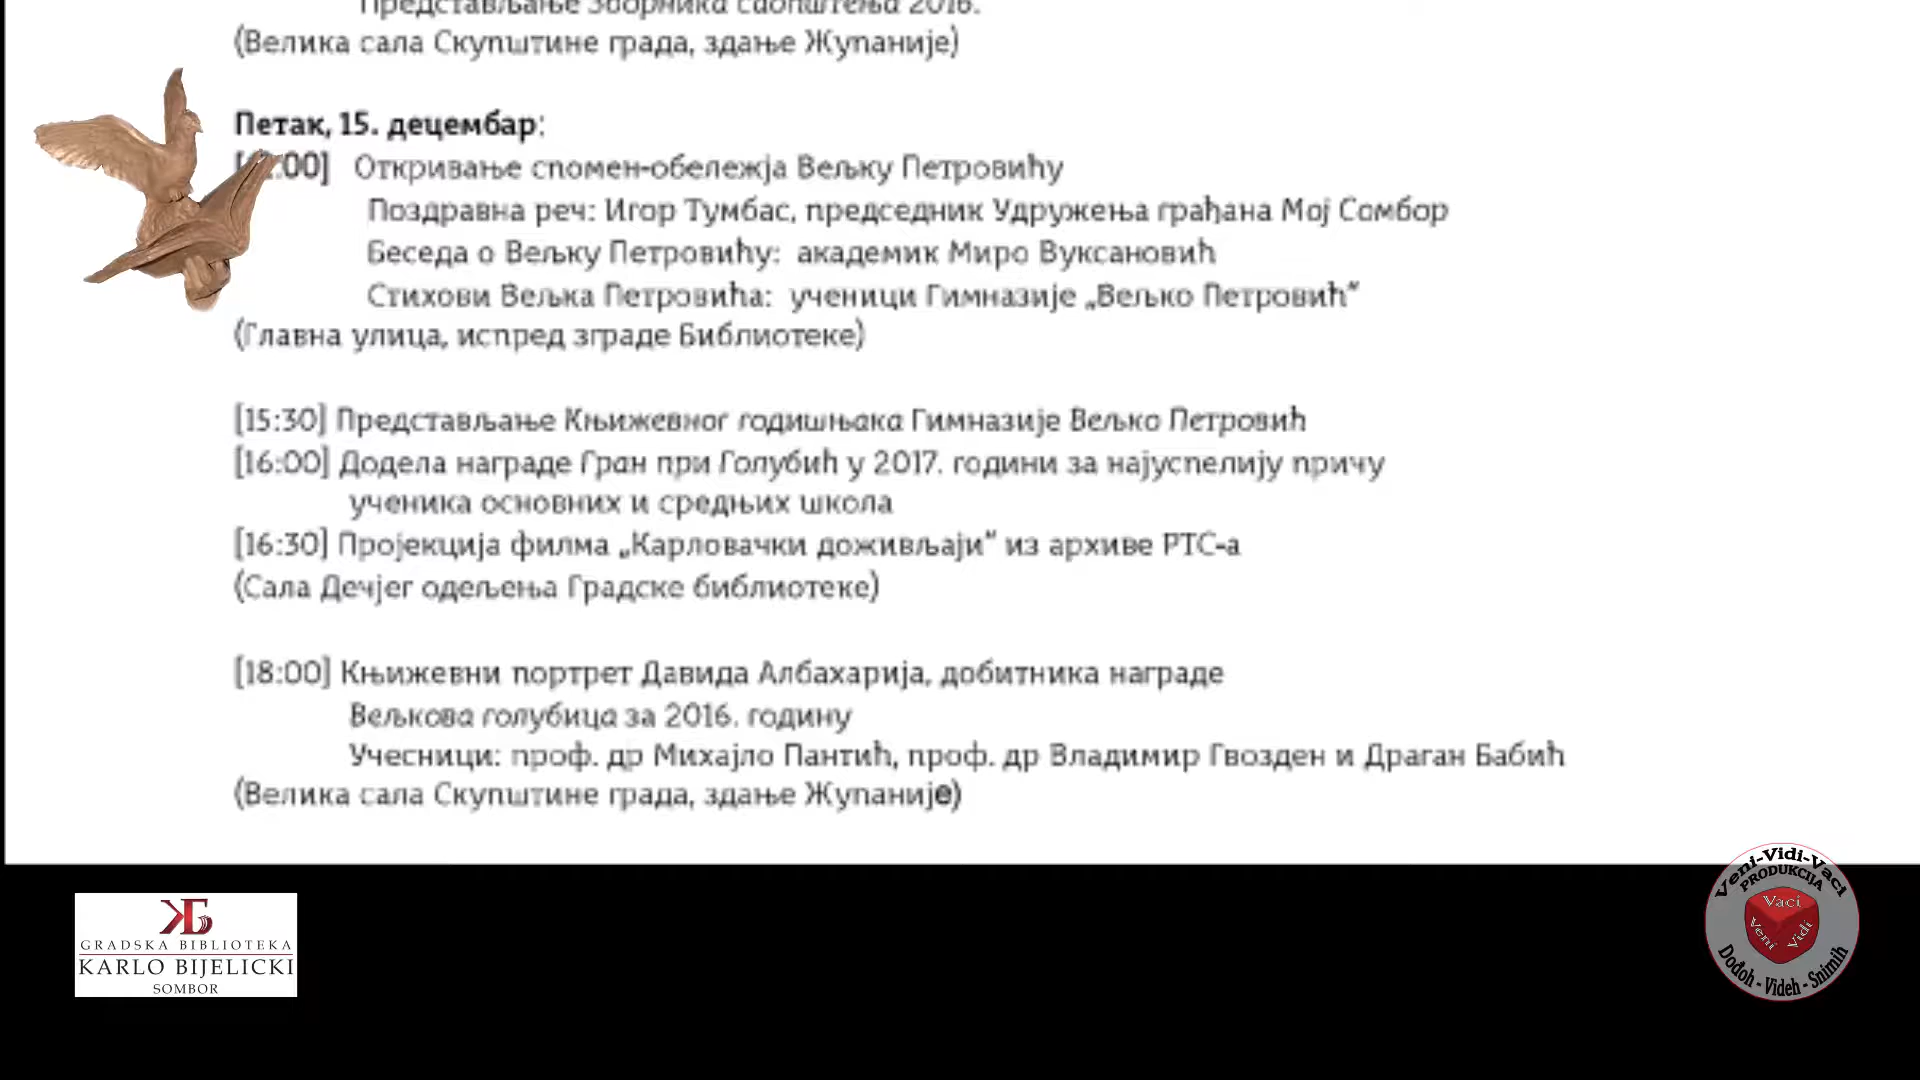 Представљање Зборника саопштења 2016.
(Велика сала Скупштине града, здање Жупаније)
Петак, 15. децембар:
:00] Откривање спомен-обележја Вељку Петровићу
Поздравна реч: Игор Тумбас, председник Удружења грађана Мој Сомбор
Беседа о Вељку Петровићу: академик Миро Вуксановић
Стихови Вељка Петровића: ученици Гимназије „Вељко Петровић“
(Главна улица, испред зграде Библиотеке)
[15:30] Представљање Књижевног годишњака Гимназије Вељко Петровић
[16:00] Додела награде Гран при Голубић у 2017. години за најуспелију причу
ученика основних и средњих школа
[16:30] Пројекција филма „Карловачки доживљаји“ из архиве РТС-а
(Сала Дечјег одељења Градске библиотеке)
[18:00] Књижевни портрет Давида Албахарија, добитника награде
Вељкова голубица за 2016. годину
Учесници: проф. др Михајло Пантић, проф. др Владимир Гвозден и Драган Бабић
(Велика сала Скупштине града, здање Жупаније)
GRADSKA BIBLIOTEKA
KARLO BIJELICKI
SOMBOR
Veni-Vidi-Vaci
PRODUKCIJA
Vaci
Veni Vidi
Dođoh - Videh - Snimih